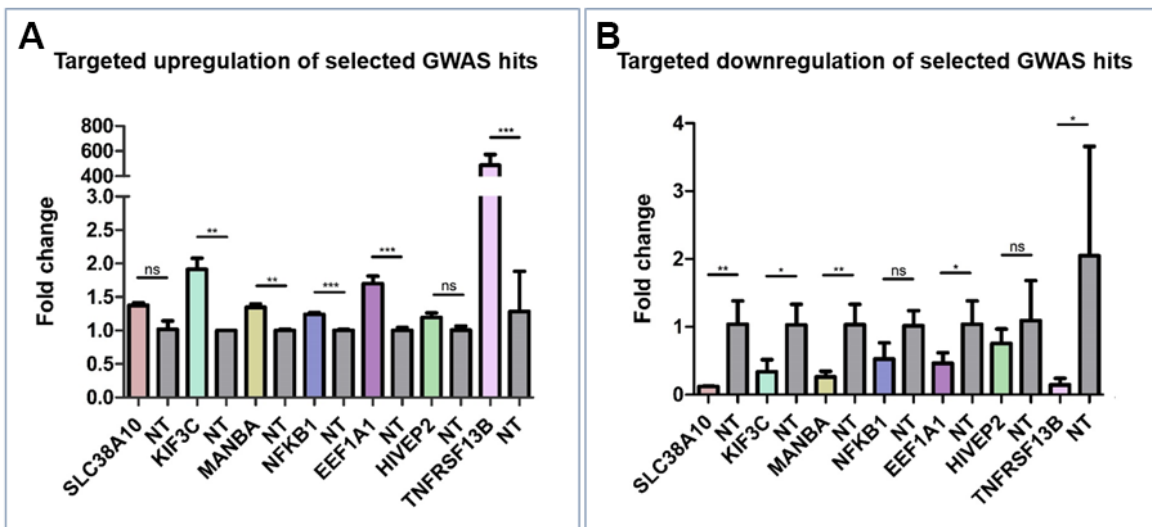 A
Targeted upregulation of selected GWAS hits
Fold change
800
600
400
3.0
2.5
2.0
1.5
1.0
0.5
0.0
ns
**
**
***
***
ns
***
SLC38A10
NT
KIF3C
NT
MANBA
NT
NFKB1
NT
EEF1A1
NT
HIVEP2
NT
TNFRSF13B
NT
B
Targeted downregulation of selected GWAS hits
Fold change
4
3
2
1
0
**
*
**
ns
*
ns
*
SLC38A10
NT
KIF3C
NT
MANBA
NT
NFKB1
NT
EEF1A1
NT
HIVEP2
NT
TNFRSF13B
NT